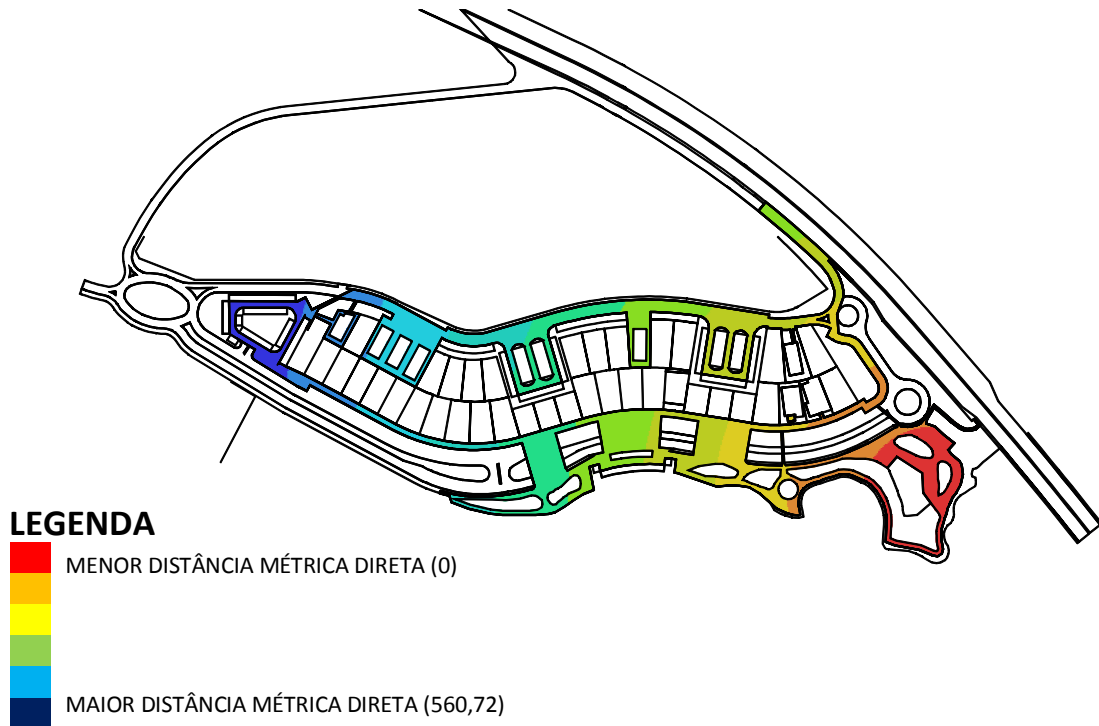 LEGENDA
MENOR DISTÂNCIA MÉTRICA DIRETA (0)
MAIOR DISTÂNCIA MÉTRICA DIRETA (560,72)